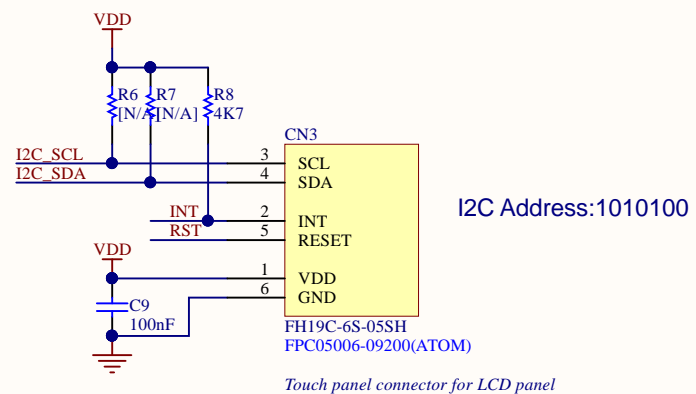 VDD
R6 R7 R8
[N/A] [N/A] 4K7
CN3
I2C_SCL 3 SCL
I2C_SDA 4 SDA
I2C Address:1010100
INT 2 INT
RST 5 RESET
VDD 1 VDD
6 GND
C9
100nF
FH19C-6S-05SH
FPC05006-09200(ATOM)
Touch panel connector for LCD panel